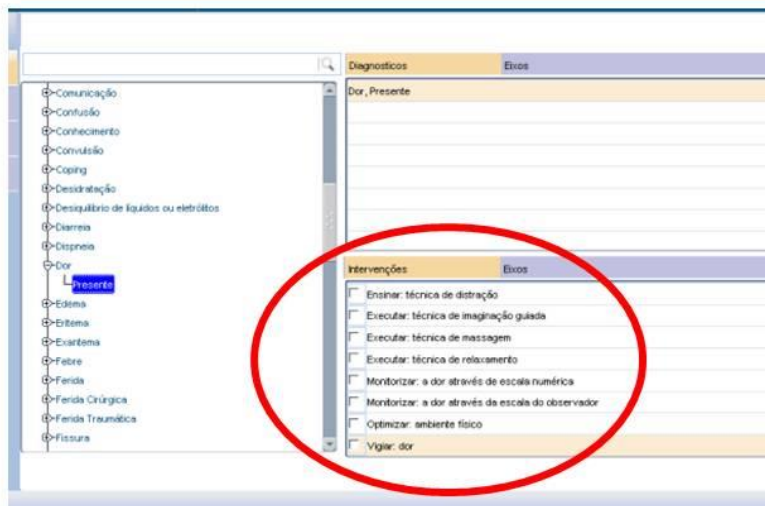 Diagnosticos Eixos
Dor, Presente
Comunicação
Confusão
Conhecimento
Convulsão
Coping
Desidratação
Desiquilíbrio de líquidos ou eletrólitos
Diarreia
Dispneia
Dor
Presente
Edema
Eritema
Exantema
Febre
Ferida
Ferida Cirúrgica
Ferida Traumática
Fissura
Intervenções Eixos
Ensinar: técnica de distração
Executar: técnica de imaginação guiada
Executar: técnica de massagem
Executar: técnica de relaxamento
Monitorizar: a dor através de escala numérica
Monitorizar: a dor através da escala do observador
Optimizar: ambiente físico
Vigiar: dor